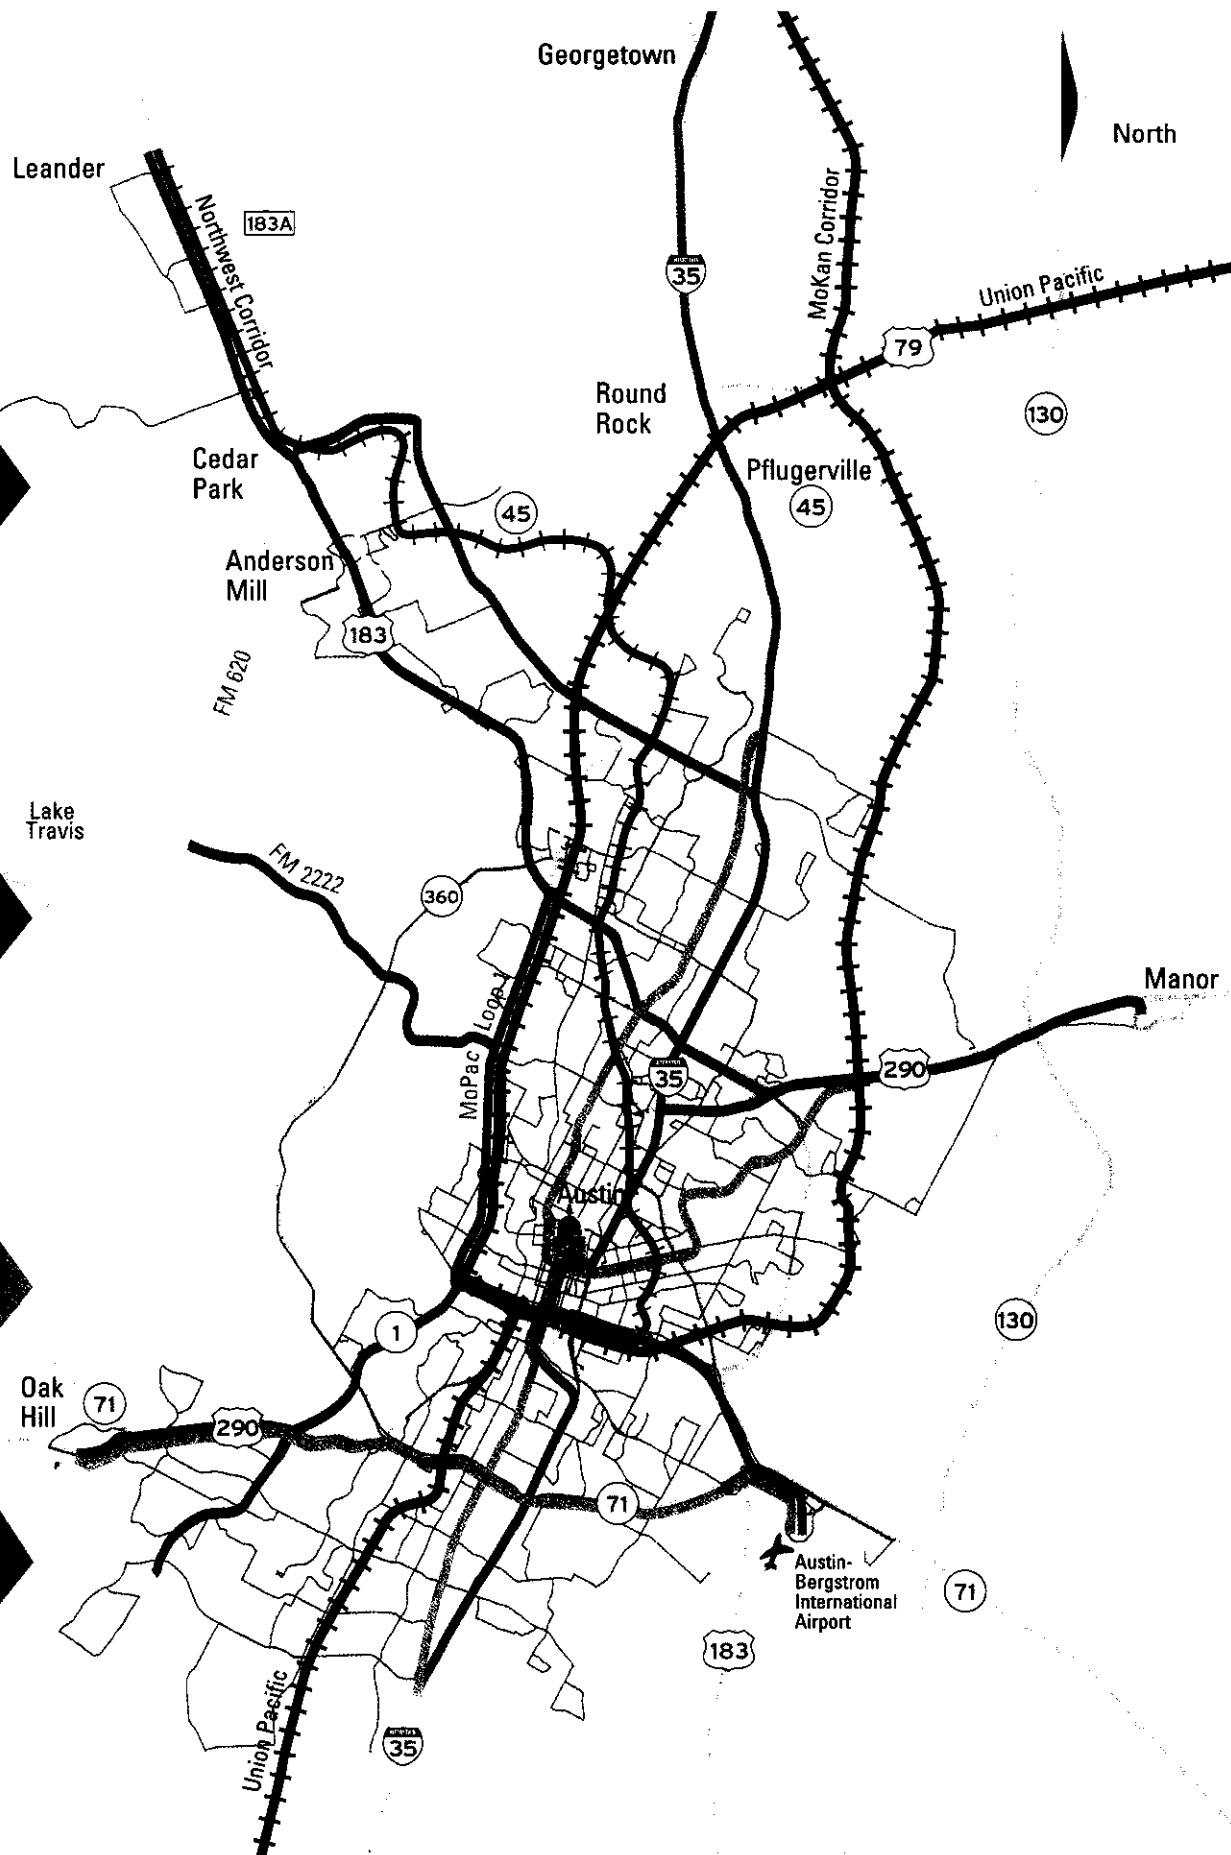 Georgetown
North
Leander
Northwest Corridor
183A
MoKan Corridor
35
Union Pacific
79
Round
Rock
130
Cedar
Park
Pflugerville
45
45
Anderson
Mill
183
FM 620
Lake
Travis
FM 2222
360
Manor
MoPac Loop 1
35
290
Austin
1
130
Oak
Hill
71
290
71
Austin-
Bergstrom
International
Airport
71
183
Union Pacific
35